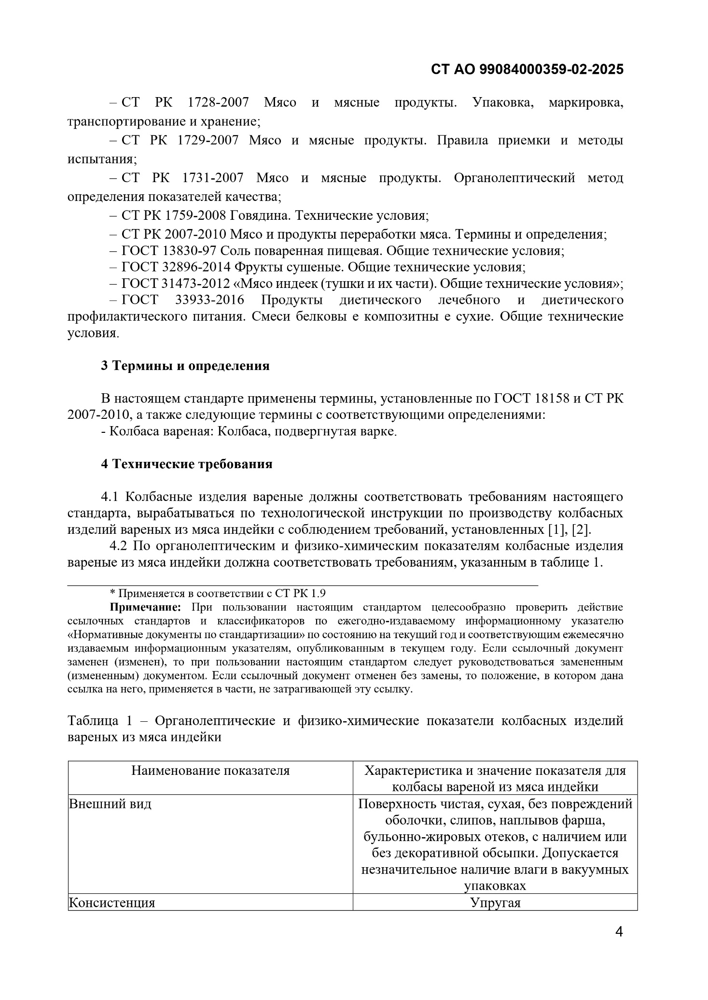 СТ АО 99084000359-02-2025
– СТ РК 1728-2007 Мясо и мясные продукты. Упаковка, маркировка,
транспортирование и хранение;
– СТ РК 1729-2007 Мясо и мясные продукты. Правила приемки и методы
испытания;
– СТ РК 1731-2007 Мясо и мясные продукты. Органолептический метод
определения показателей качества;
– СТ РК 1759-2008 Говядина. Технические условия;
– СТ РК 2007-2010 Мясо и продукты переработки мяса. Термины и определения;
– ГОСТ 13830-97 Соль поваренная пищевая. Общие технические условия;
– ГОСТ 32896-2014 Фрукты сушеные. Общие технические условия;
– ГОСТ 31473-2012 «Мясо индеек (тушки и их части). Общие технические условия»;
– ГОСТ 33933-2016 Продукты диетического лечебного и диетического
профилактического питания. Смеси белковы е композитны е сухие. Общие технические
условия.
3 Термины и определения
В настоящем стандарте применены термины, установленные по ГОСТ 18158 и СТ РК
2007-2010, а также следующие термины с соответствующими определениями:
- Колбаса вареная: Колбаса, подвергнутая варке.
4 Технические требования
4.1 Колбасные изделия вареные должны соответствовать требованиям настоящего
стандарта, вырабатываться по технологической инструкции по производству колбасных
изделий вареных из мяса индейки с соблюдением требований, установленных [1], [2].
4.2 По органолептическим и физико-химическим показателям колбасные изделия
вареные из мяса индейки должна соответствовать требованиям, указанным в таблице 1.
* Применяется в соответствии с СТ РК 1.9
Примечание: При пользовании настоящим стандартом целесообразно проверить действие
ссылочных стандартов и классификаторов по ежегодно-издаваемому информационному указателю
«Нормативные документы по стандартизации» по состоянию на текущий год и соответствующим ежемесячно
издаваемым информационным указателям, опубликованным в текущем году. Если ссылочный документ
заменен (изменен), то при пользовании настоящим стандартом следует руководствоваться замененным
(измененным) документом. Если ссылочный документ отменен без замены, то положение, в котором дана
ссылка на него, применяется в части, не затрагивающей эту ссылку.
Таблица 1 – Органолептические и физико-химические показатели колбасных изделий
вареных из мяса индейки
Наименование показателя
Характеристика и значение показателя для
колбасы вареной из мяса индейки
Внешний вид
Поверхность чистая, сухая, без повреждений
оболочки, слипов, наплывов фарша,
бульонно-жировых отеков, с наличием или
без декоративной обсыпки. Допускается
незначительное наличие влаги в вакуумных
упаковках
Консистенция
Упругая
4